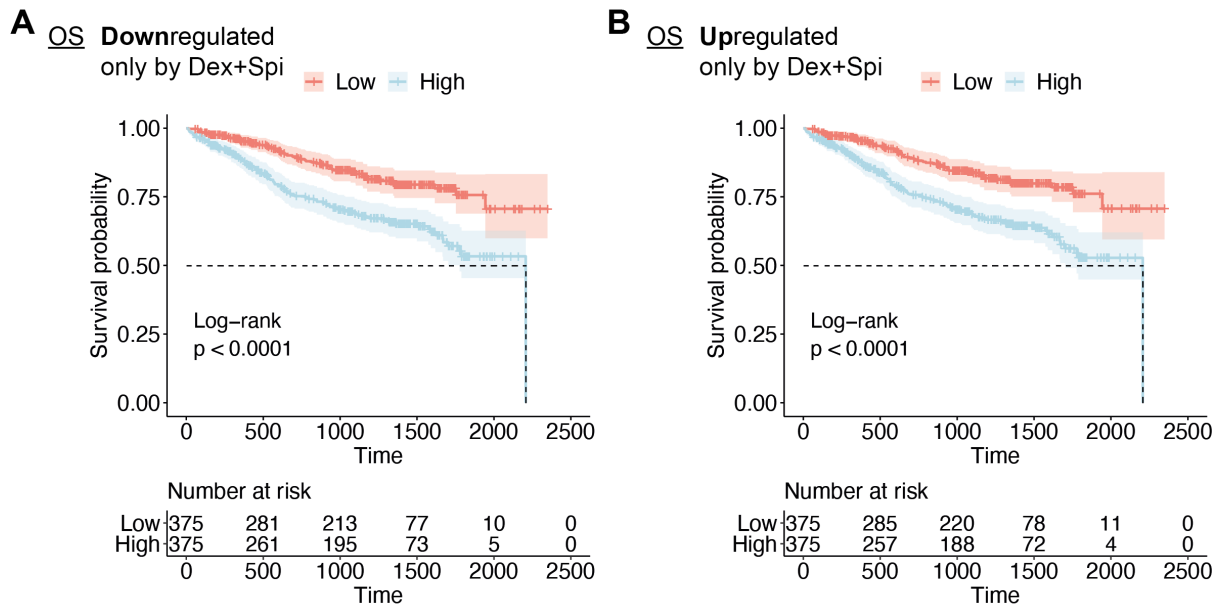 A OS Downregulated
only by Dex+Spi
Low High
1.00
0.75
0.50
0.25
0.00
Survival probability
Log-rank
p < 0.0001
0 500 1000 1500 2000 2500
Time
Number at risk
Low 375 281 213 77 10 0
High 375 261 195 73 5 0
0 500 1000 1500 2000 2500
Time
B OS Upregulated
only by Dex+Spi
Low High
1.00
0.75
0.50
0.25
0.00
Survival probability
Log-rank
p < 0.0001
0 500 1000 1500 2000 2500
Time
Number at risk
Low 375 285 220 78 11 0
High 375 257 188 72 4 0
0 500 1000 1500 2000 2500
Time